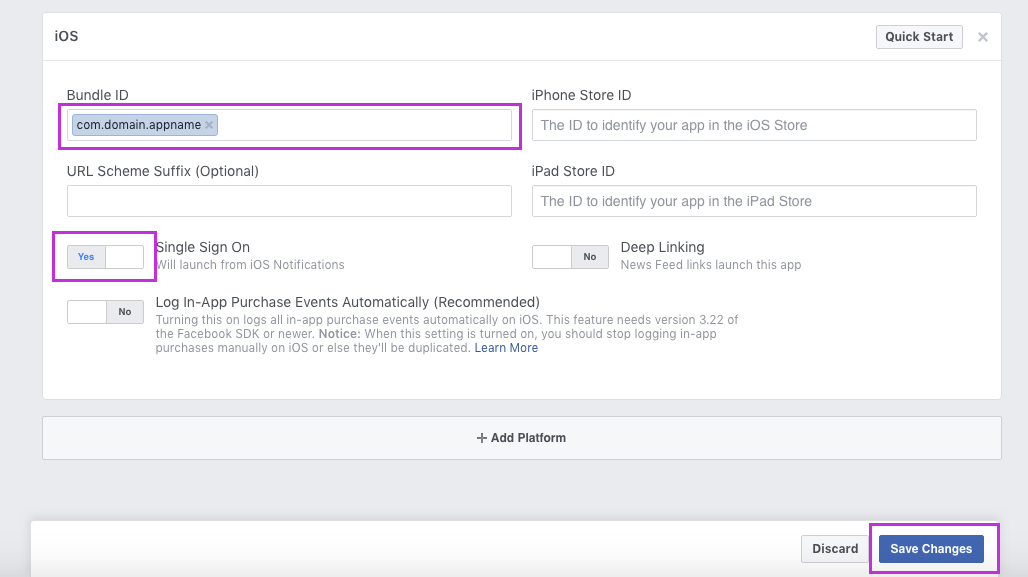 iOS
Quick Start
Bundle ID
com.domain.appname
iPhone Store ID
The ID to identify your app in the iOS Store
URL Scheme Suffix (Optional)
iPad Store ID
The ID to identify your app in the iPad Store
Yes
Single Sign On
Will launch from iOS Notifications
No
Deep Linking
News Feed links launch this app
No
Log In-App Purchase Events Automatically (Recommended)
Turning this on logs all in-app purchase events automatically on iOS. This feature needs version 3.22 of
the Facebook SDK or newer. Notice: When this setting is turned on, you should stop logging in-app
purchases manually on iOS or else they'll be duplicated. Learn More
Add Platform
Discard
Save Changes